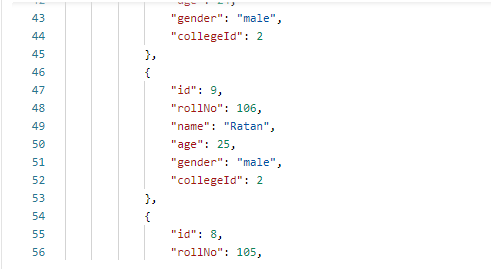 43 "gender": "male",
44 "collegeId": 2
45 },
46 {
47 "id": 9,
48 "rollNo": 106,
49 "name": "Ratan",
50 "age": 25,
51 "gender": "male",
52 "collegeId": 2
53 },
54 {
55 "id": 8,
56 "rollNo": 105,